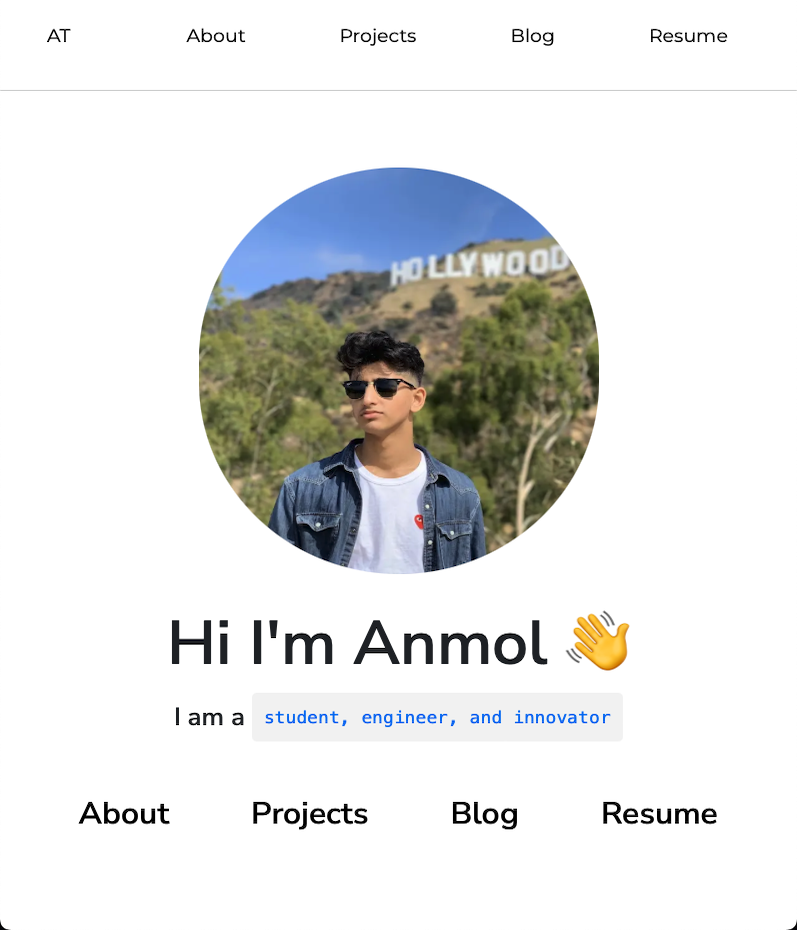 AT About Projects Blog Resume
HOLLYWOOD
Hi I'm Anmol 👋
I am a student, engineer, and innovator
About Projects Blog Resume